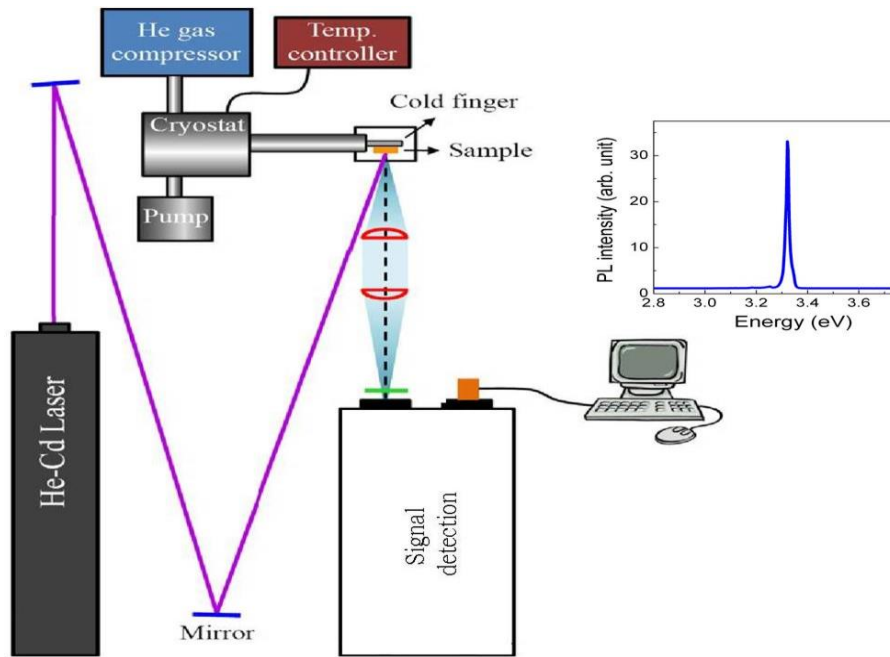 He gas
compressor
Temp.
controller
Cryostat
Cold finger
Sample
Pump
He-Cd Laser
Mirror
Signal
detection
PL intensity (arb. unit)
30
20
10
0
2.8 3.0 3.2 3.4 3.6
Energy (eV)